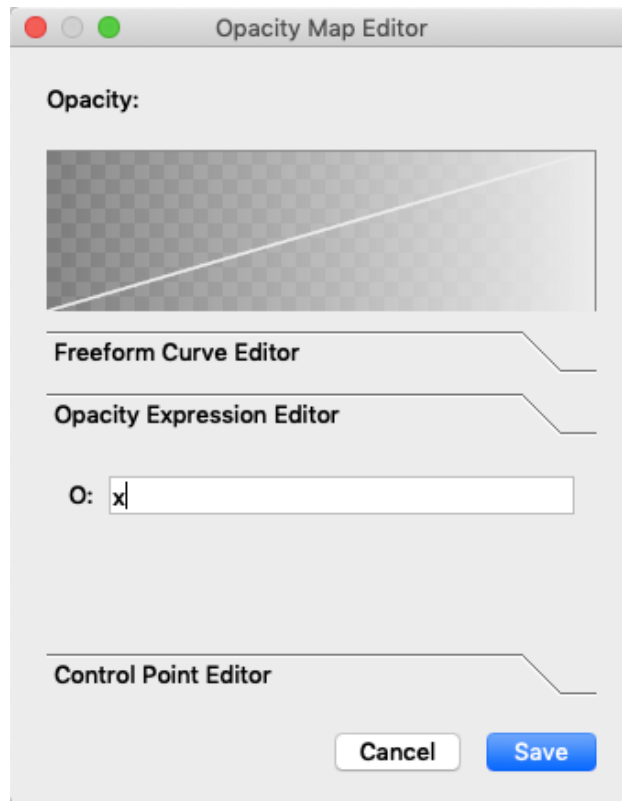 Opacity Map Editor
Opacity:
Freeform Curve Editor
Opacity Expression Editor
O: x
Control Point Editor
Cancel Save